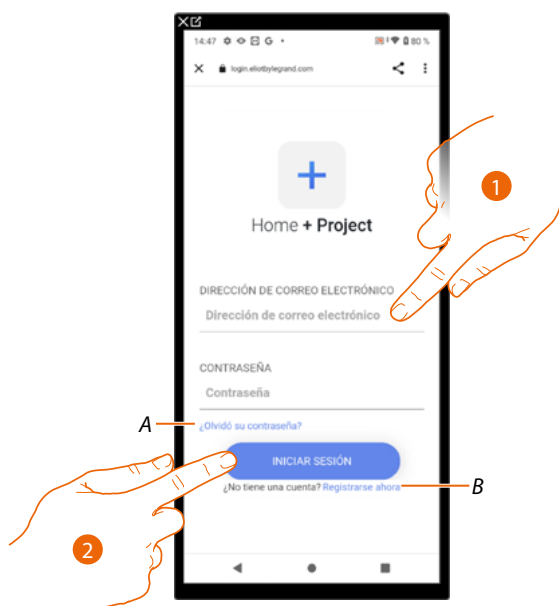 14:47 G 80 %
login.eliotbylegrand.com
Home + Project
1
DIRECCIÓN DE CORREO ELECTRÓNICO
Dirección de correo electrónico
CONTRASEÑA
Contraseña
A
¿Olvidó su contraseña?
INICIAR SESIÓN
¿No tiene una cuenta? Registrarse ahora
B
2